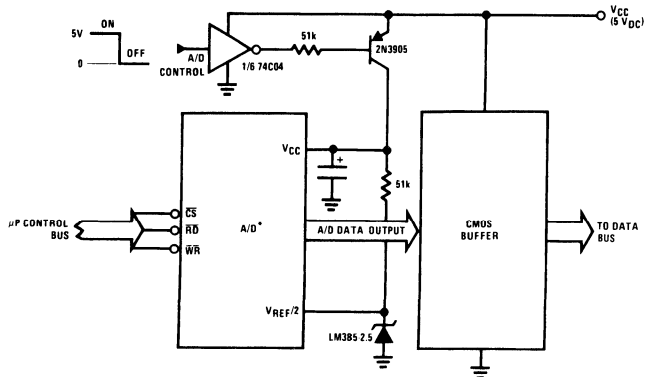 ON
5V
OFF
0
A/D
CONTROL
1/6 74C04
51k
2N3905
VCC
(5 VDC)
VCC
+
51k
µP CONTROL
BUS
CS
RD
WR
A/D*
A/D DATA OUTPUT
CMOS
BUFFER
TO DATA
BUS
VREF/2
LM385-2.5